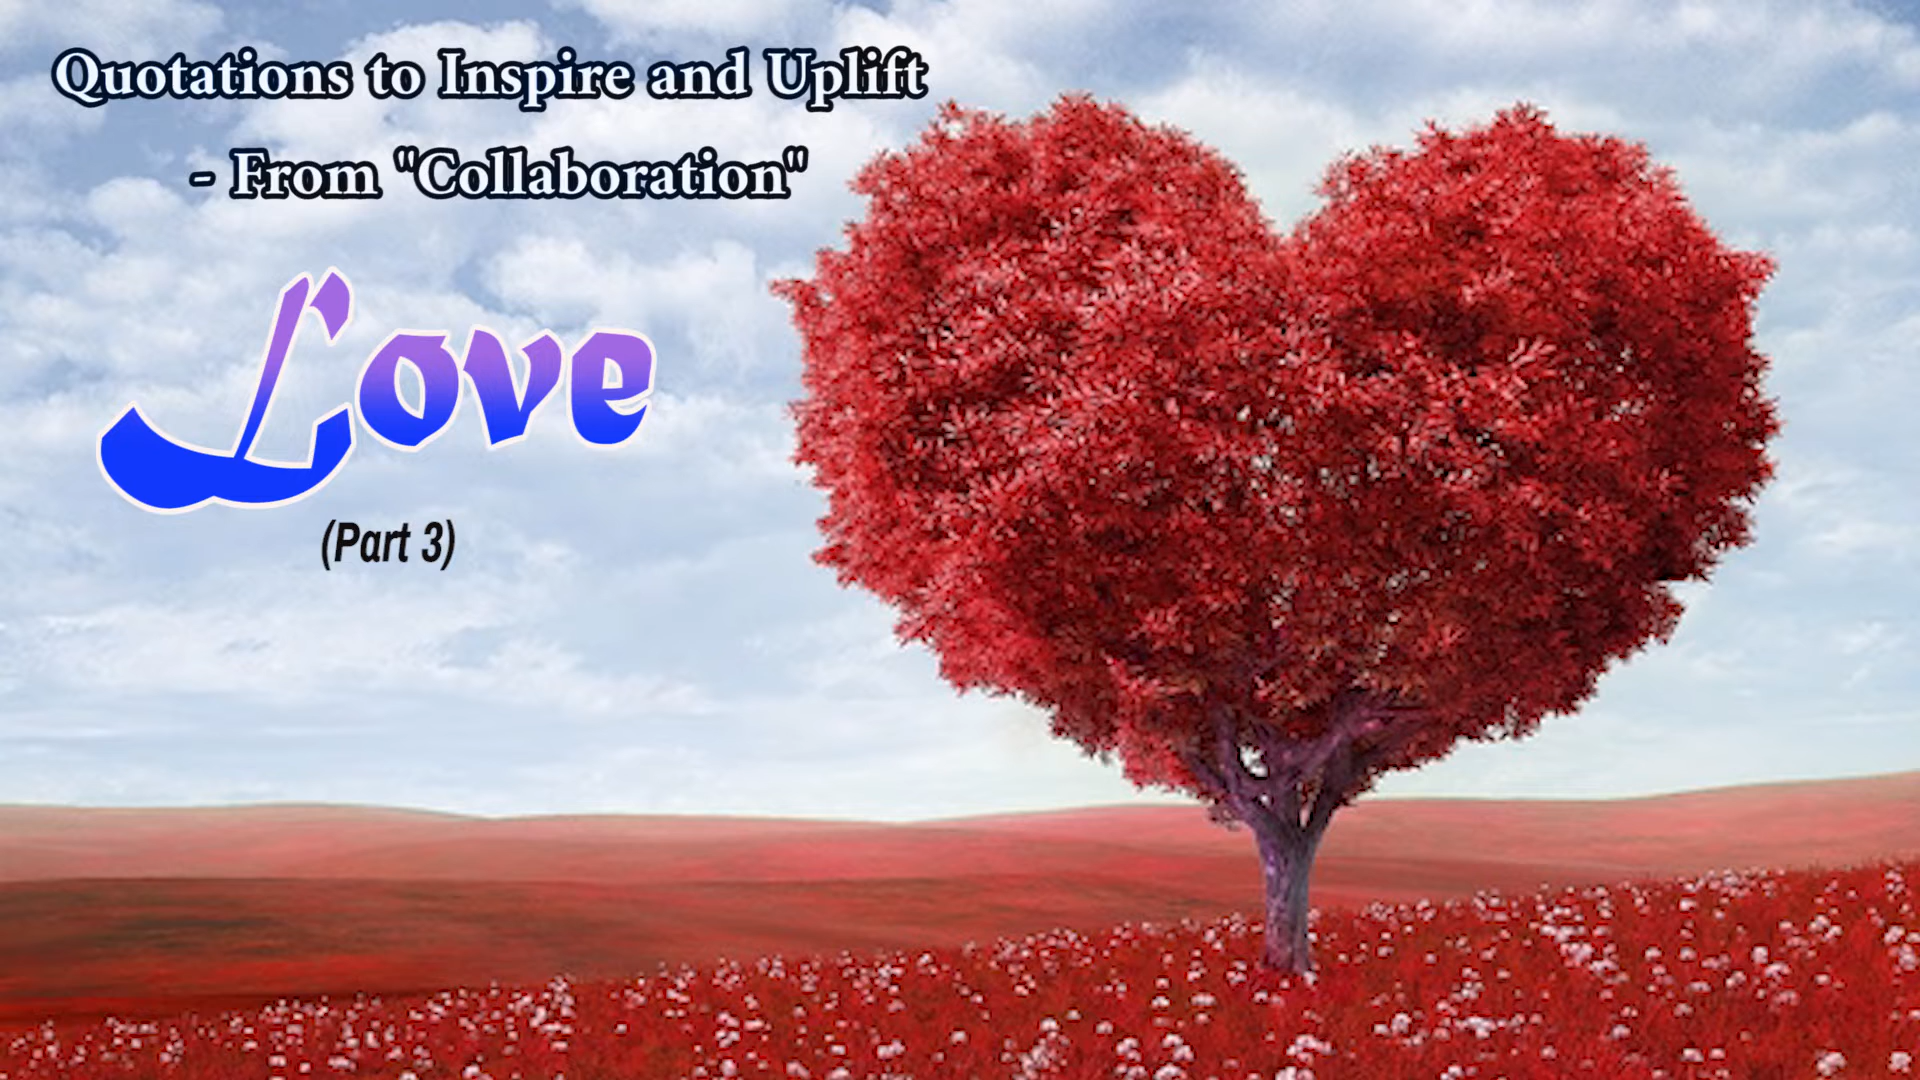 Quotations to Inspire and Uplift
- From "Collaboration"
Love
(Part 3)